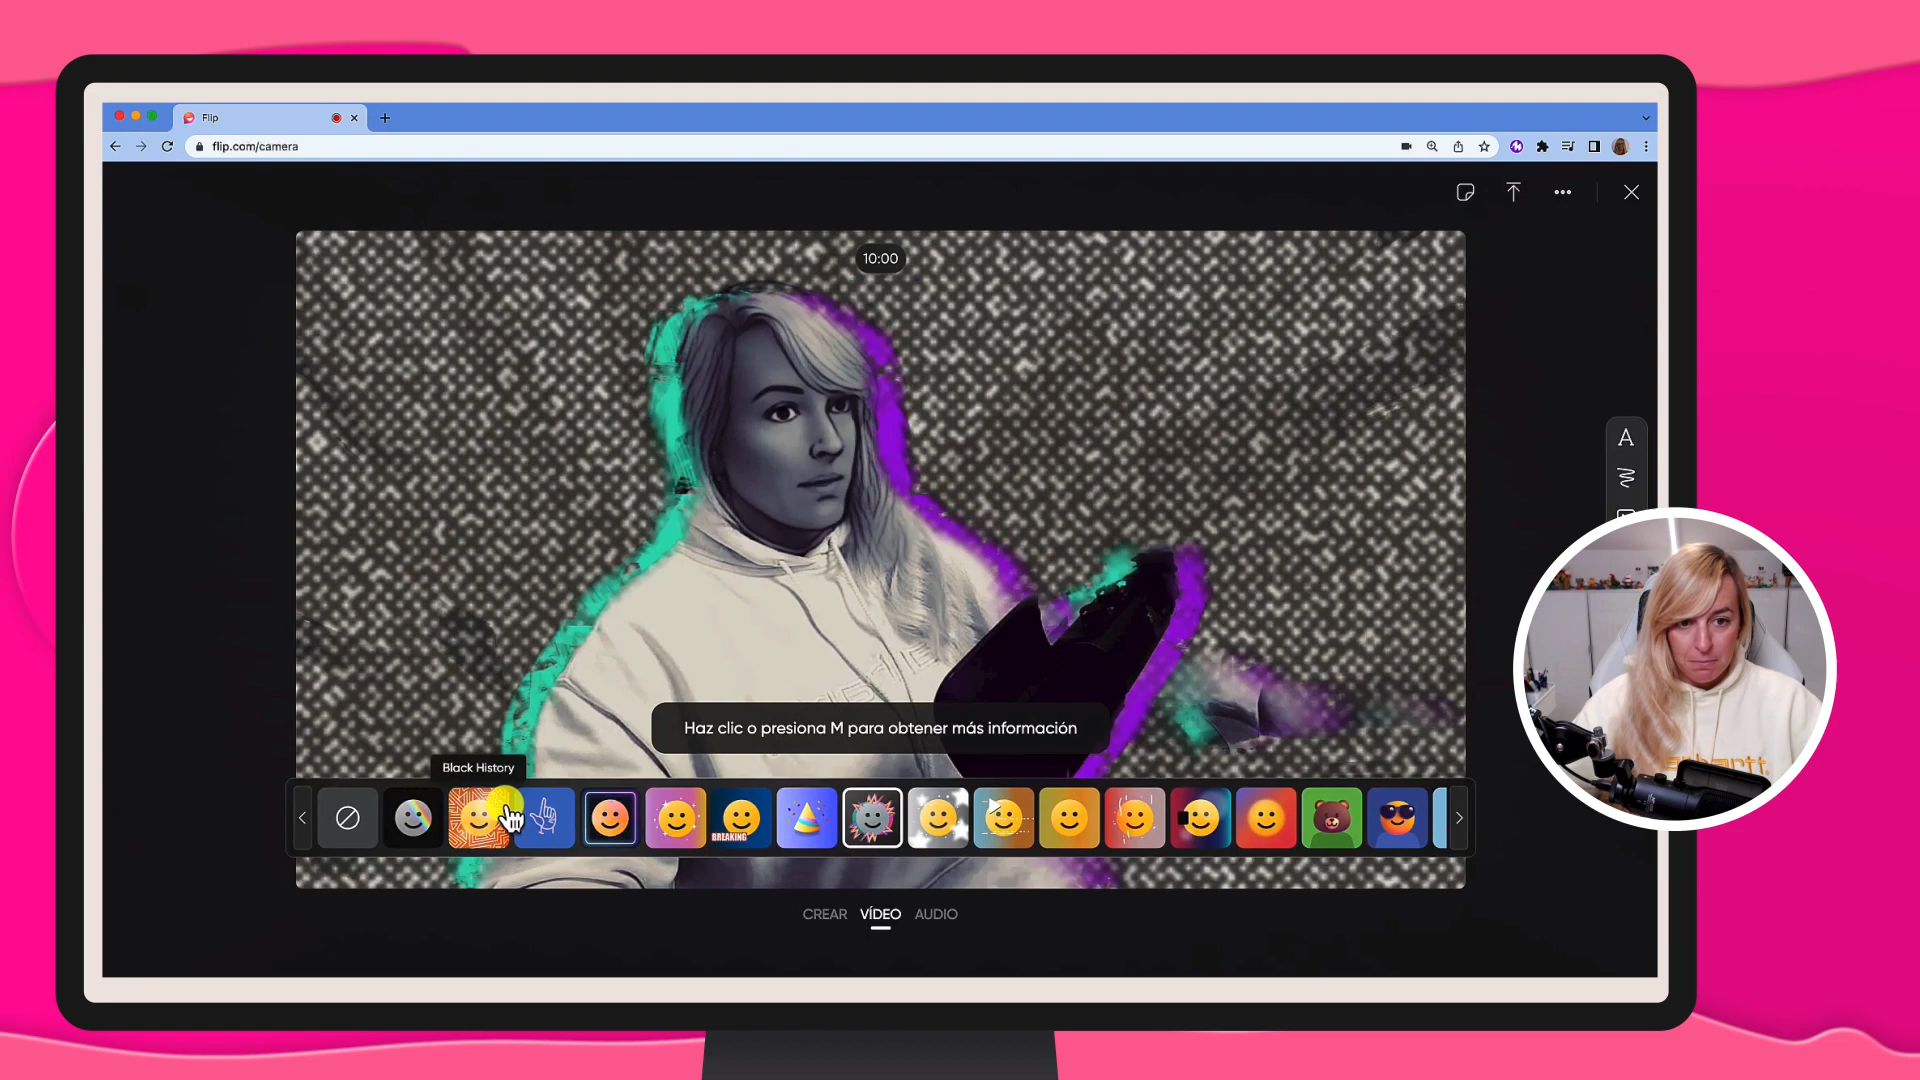 Flip
flip.com/camera
10:00
A
Haz clic o presiona M para obtener más información
Black History
BREAKING
CREAR VÍDEO AUDIO